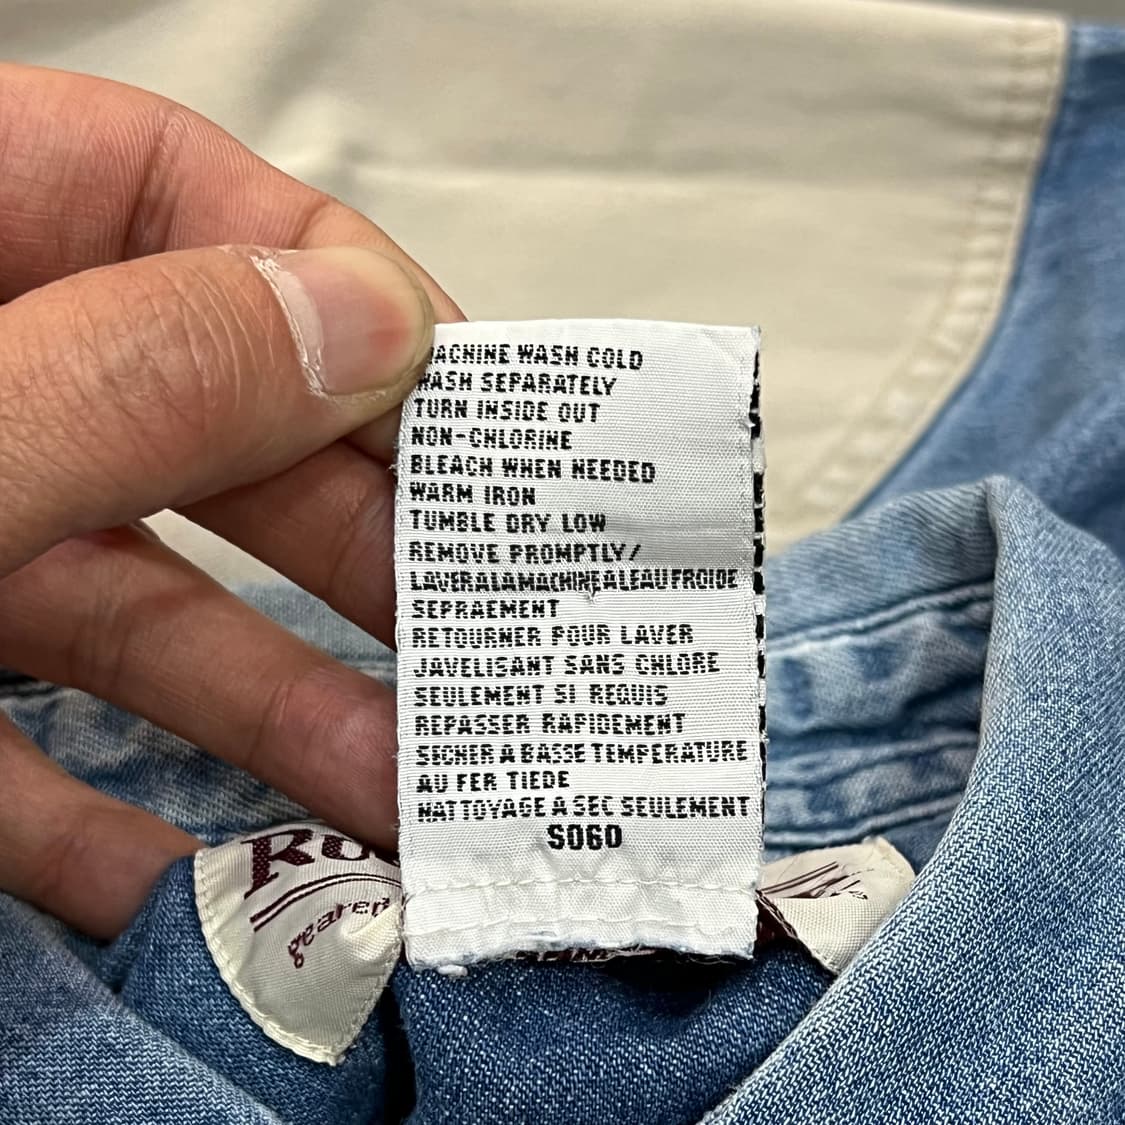 MACHINE WASH COLD
WASH SEPARATELY
TURN INSIDE OUT
NON-CHLORINE
BLEACH WHEN NEEDED
WARM IRON
TUMBLE DRY LOW
REMOVE PROMPTLY/
LAVERALAMACHINEALEAUFROIDE
SEPRAEMENT
RETOURNER POUR LAVER
JAVELISANT SANS CHLORE
SEULEMENT SI REQUIS
REPASSER RAPIDEMENT
SECHER A BASSE TEMPERATURE
AU FER TIEDE
NATTOYAGE A SEC SEULEMENT
S060
geared